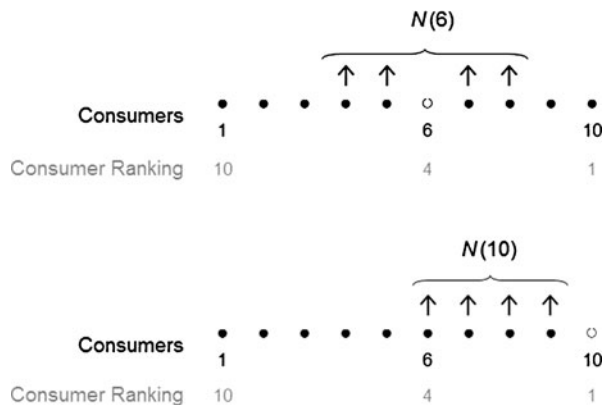 N(6)
Consumers
1 6 10
Consumer Ranking 10 4 1
N(10)
Consumers
1 6 10
Consumer Ranking 10 4 1